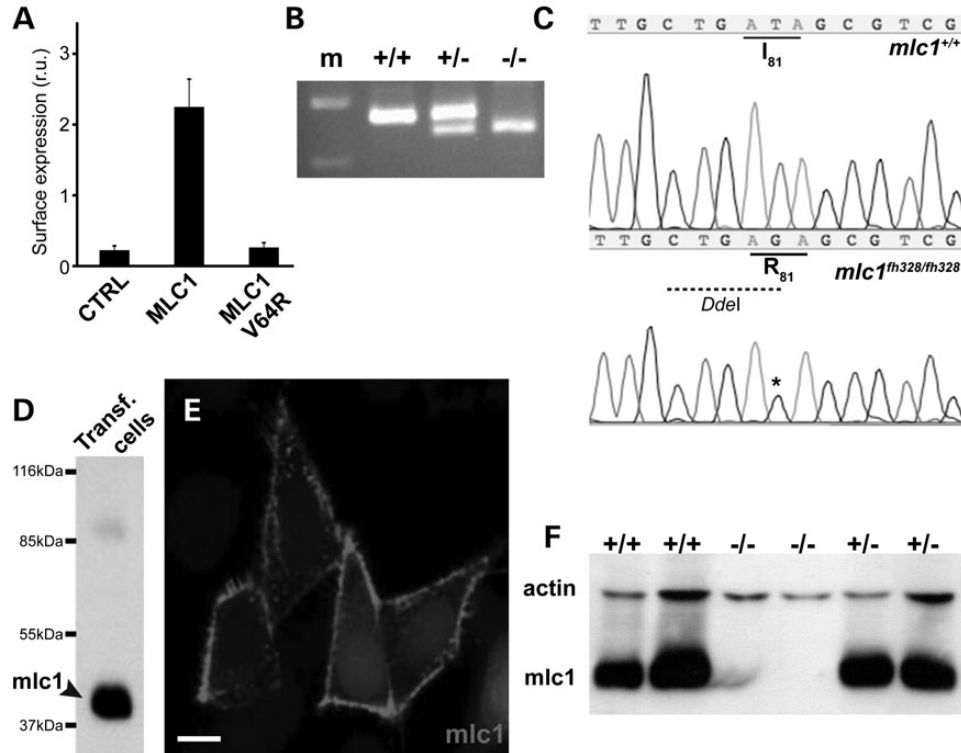 A
Surface expression (r.u.)
3
2
1
0
CTRL
MLC1
MLC1
V64R
B
m +/+ +/- -/-
C
T T G C T G A T A G C G T C G
I81
mlc1+/+
T T G C T G A G A G C G T C G
R81
mlc1fh328/fh328
DdeI
*
D
Transf.
cells
116kDa
85kDa
55kDa
mlc1
37kDa
E
mlc1
F
+/+ +/+ -/- -/- +/- +/-
actin
mlc1